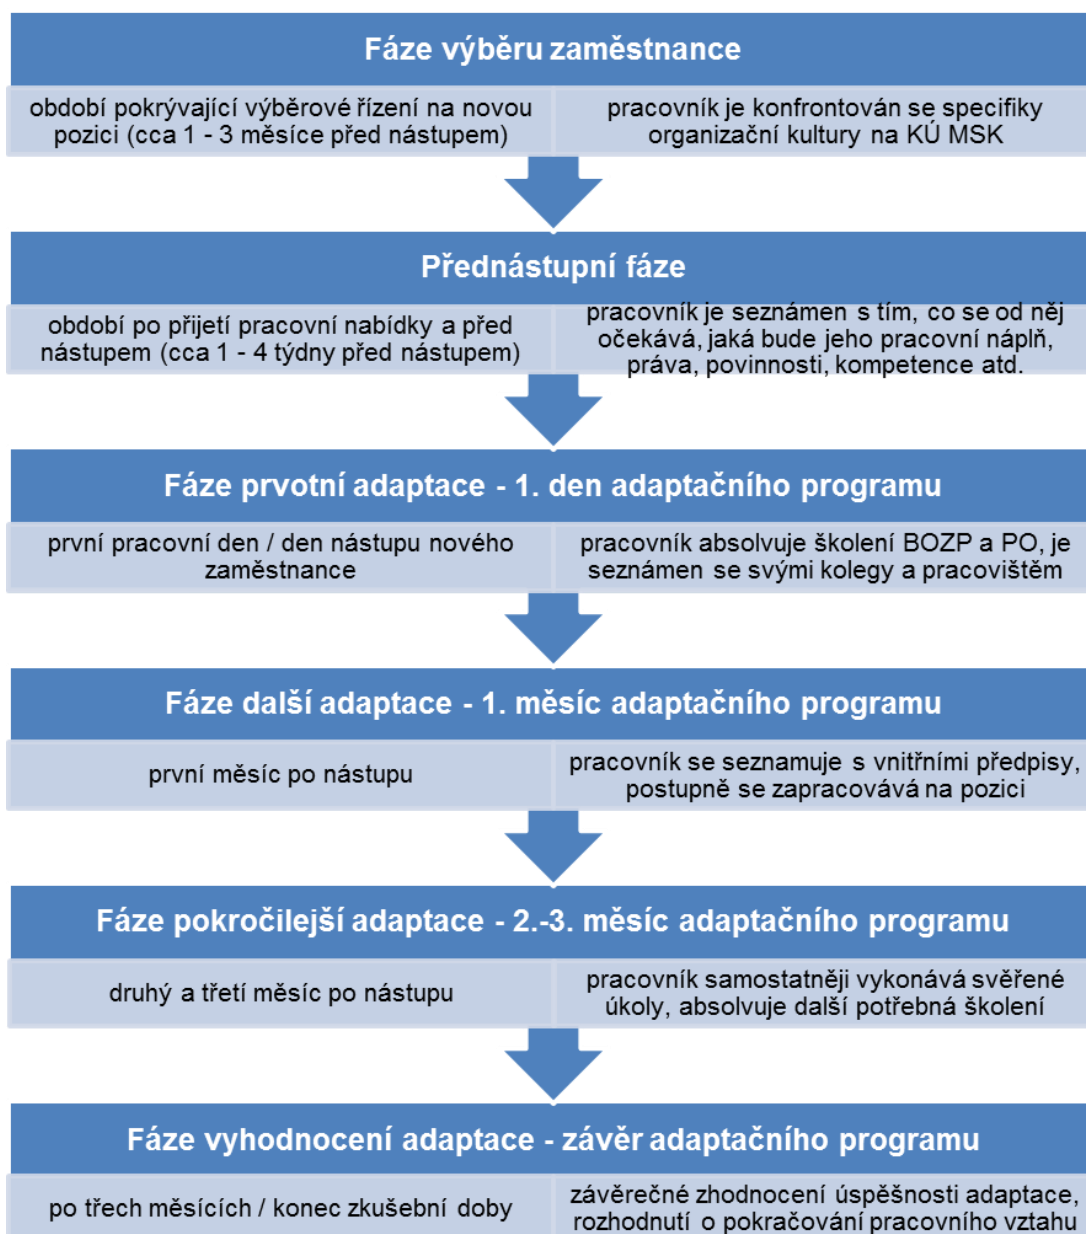 Fáze výběru zaměstnance
období pokrývající výběrové řízení na novou
pozici (cca 1 - 3 měsíce před nástupem)
pracovník je konfrontován se specifiky
organizační kultury na KÚ MSK
Přednástupní fáze
období po přijetí pracovní nabídky a před
nástupem (cca 1 - 4 týdny před nástupem)
pracovník je seznámen s tím, co se od něj
očekává, jaká bude jeho pracovní náplň,
práva, povinnosti, kompetence atd.
Fáze prvotní adaptace - 1. den adaptačního programu
první pracovní den / den nástupu nového
zaměstnance
pracovník absolvuje školení BOZP a PO, je
seznámen se svými kolegy a pracovištěm
Fáze další adaptace - 1. měsíc adaptačního programu
první měsíc po nástupu
pracovník se seznamuje s vnitřními předpisy,
postupně se zapracovává na pozici
Fáze pokročilejší adaptace - 2.-3. měsíc adaptačního programu
druhý a třetí měsíc po nástupu
pracovník samostatněji vykonává svěřené
úkoly, absolvuje další potřebná školení
Fáze vyhodnocení adaptace - závěr adaptačního programu
po třech měsících / konec zkušební doby
závěrečné zhodnocení úspěšnosti adaptace,
rozhodnutí o pokračování pracovního vztahu